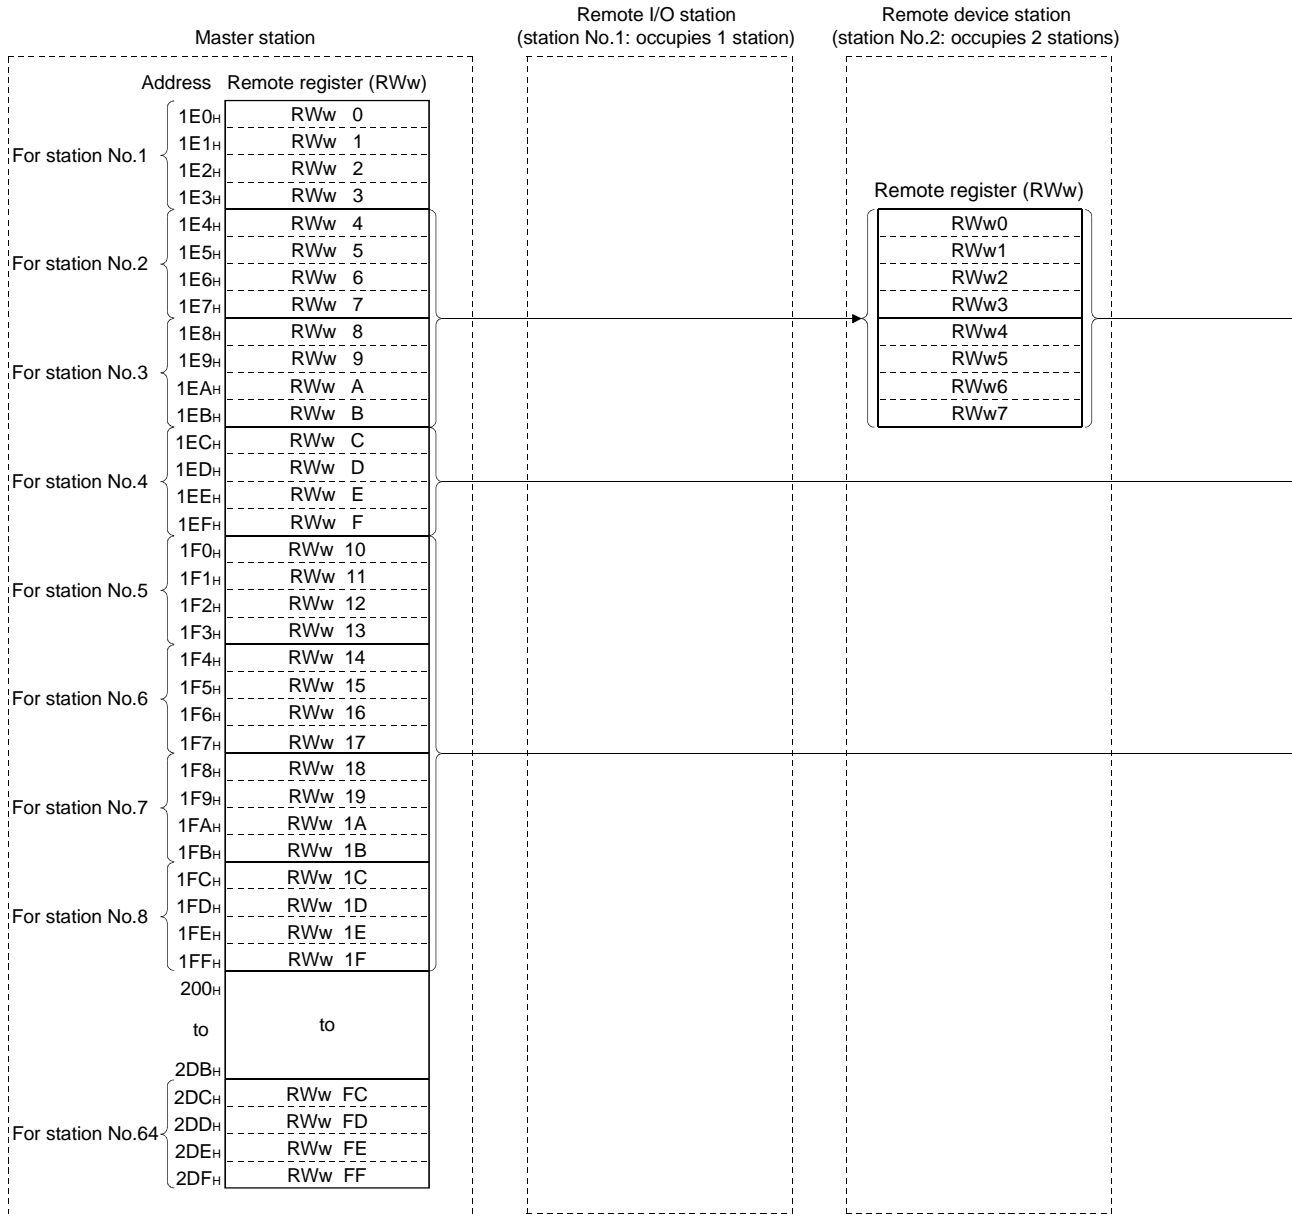 Remote I/O station
(station No.1: occupies 1 station)
Remote device station
(station No.2: occupies 2 stations)
Master station
Address Remote register (RWw)
For station No.1
1E0H RWw 0
1E1H RWw 1
1E2H RWw 2
1E3H RWw 3
For station No.2
1E4H RWw 4
1E5H RWw 5
1E6H RWw 6
1E7H RWw 7
For station No.3
1E8H RWw 8
1E9H RWw 9
1EAH RWw A
1EBH RWw B
For station No.4
1ECH RWw C
1EDH RWw D
1EEH RWw E
1EFH RWw F
For station No.5
1F0H RWw 10
1F1H RWw 11
1F2H RWw 12
1F3H RWw 13
For station No.6
1F4H RWw 14
1F5H RWw 15
1F6H RWw 16
1F7H RWw 17
For station No.7
1F8H RWw 18
1F9H RWw 19
1FAH RWw 1A
1FBH RWw 1B
For station No.8
1FCH RWw 1C
1FDH RWw 1D
1FEH RWw 1E
1FFH RWw 1F
200H
to to
2DBH
For station No.64
2DCH RWw FC
2DDH RWw FD
2DEH RWw FE
2DFH RWw FF
Remote register (RWw)
RWw0
RWw1
RWw2
RWw3
RWw4
RWw5
RWw6
RWw7